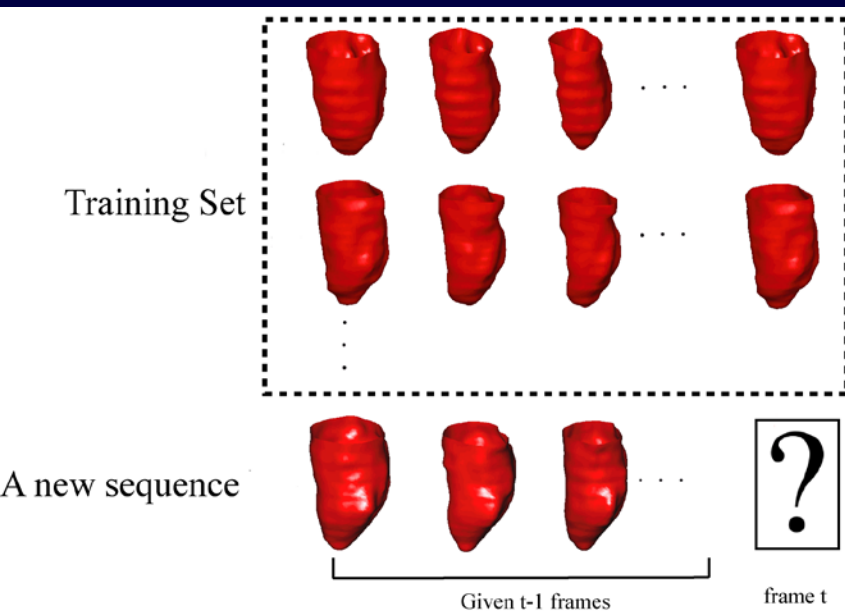 Training Set
A new sequence
?
Given t-1 frames
frame t